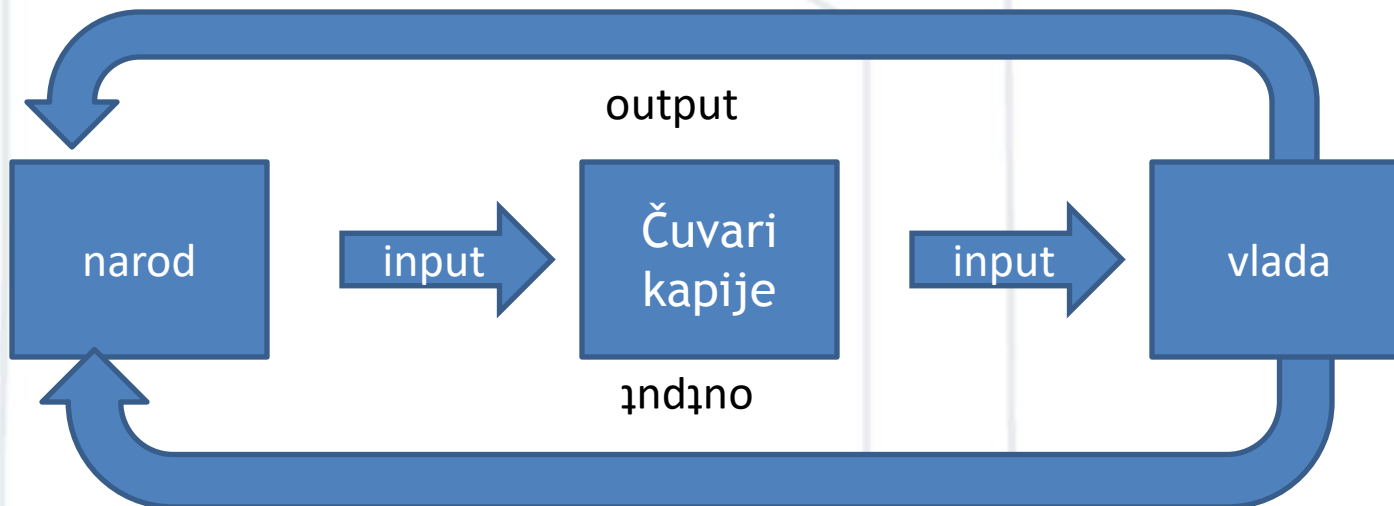 output
narod
input
Čuvari
kapije
input
vlada
output